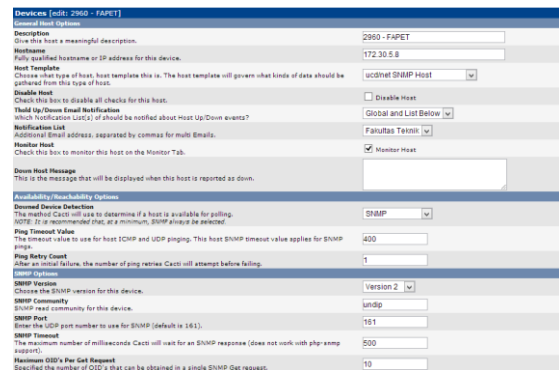 Devices [edit: 2960 - FAPET]
General Host Options
Description
Give this host a meaningful description.
2960 - FAPET
Hostname
Fully qualified hostname or IP address for this device.
172.30.5.8
Host Template
Choose what type of host, host template this is. The host template will govern what kinds of data should be
gathered from this type of host.
ucd/net SNMP Host
Disable Host
Check this box to disable all checks for this host.
Disable Host
Thold Up/Down Email Notification
Which Notification List(s) of should be notified about Host Up/Down events?
Global and List Below
Notification List
Additional Email address, separated by commas for multi Emails.
Fakultas Teknik
Monitor Host
Check this box to monitor this host on the Monitor Tab.
Monitor Host
Down Host Message
This is the message that will be displayed when this host is reported as down.
Availability/Reachability Options
Downed Device Detection
The method Cacti will use to determine if a host is available for polling.
NOTE: It is recommended that, at a minimum, SNMP always be selected.
SNMP
Ping Timeout Value
The timeout value to use for host ICMP and UDP pinging. This host SNMP timeout value applies for SNMP
pings.
400
Ping Retry Count
After an initial failure, the number of ping retries Cacti will attempt before failing.
1
SNMP Options
SNMP Version
Choose the SNMP version for this device.
Version 2
SNMP Community
SNMP read community for this device.
undip
SNMP Port
Enter the UDP port number to use for SNMP (default is 161).
161
SNMP Timeout
The maximum number of milliseconds Cacti will wait for an SNMP response (does not work with php-snmp
support).
500
Maximum OID's Per Get Request
Specified the number of OID's that can be obtained in a single SNMP Get request.
10